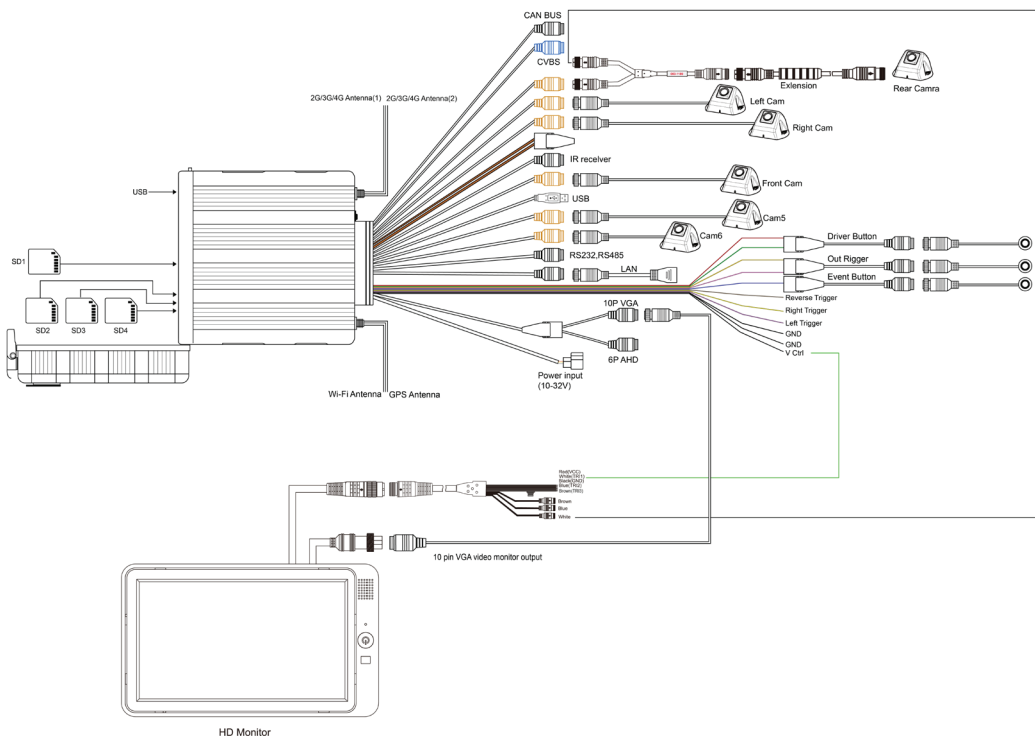 CAN BUS
CVBS
Extension
Rear Camra
2G/3G/4G Antenna(1) 2G/3G/4G Antenna(2)
Left Cam
Right Cam
IR receiver
USB
Front Cam
USB
Cam5
Cam6
RS232,RS485
LAN
Driver Button
Out Rigger
Event Button
Reverse Trigger
Right Trigger
Left Trigger
GND
GND
V Ctrl
SD1
SD2
SD3
SD4
10P VGA
6P AHD
Power input
(10-32V)
Wi-Fi Antenna
GPS Antenna
Red(VCC)
White(TRI1)
Black(GND)
Blue(TRI2)
Brown(TRI3)
Brown
Blue
White
10 pin VGA video monitor output
HD Monitor